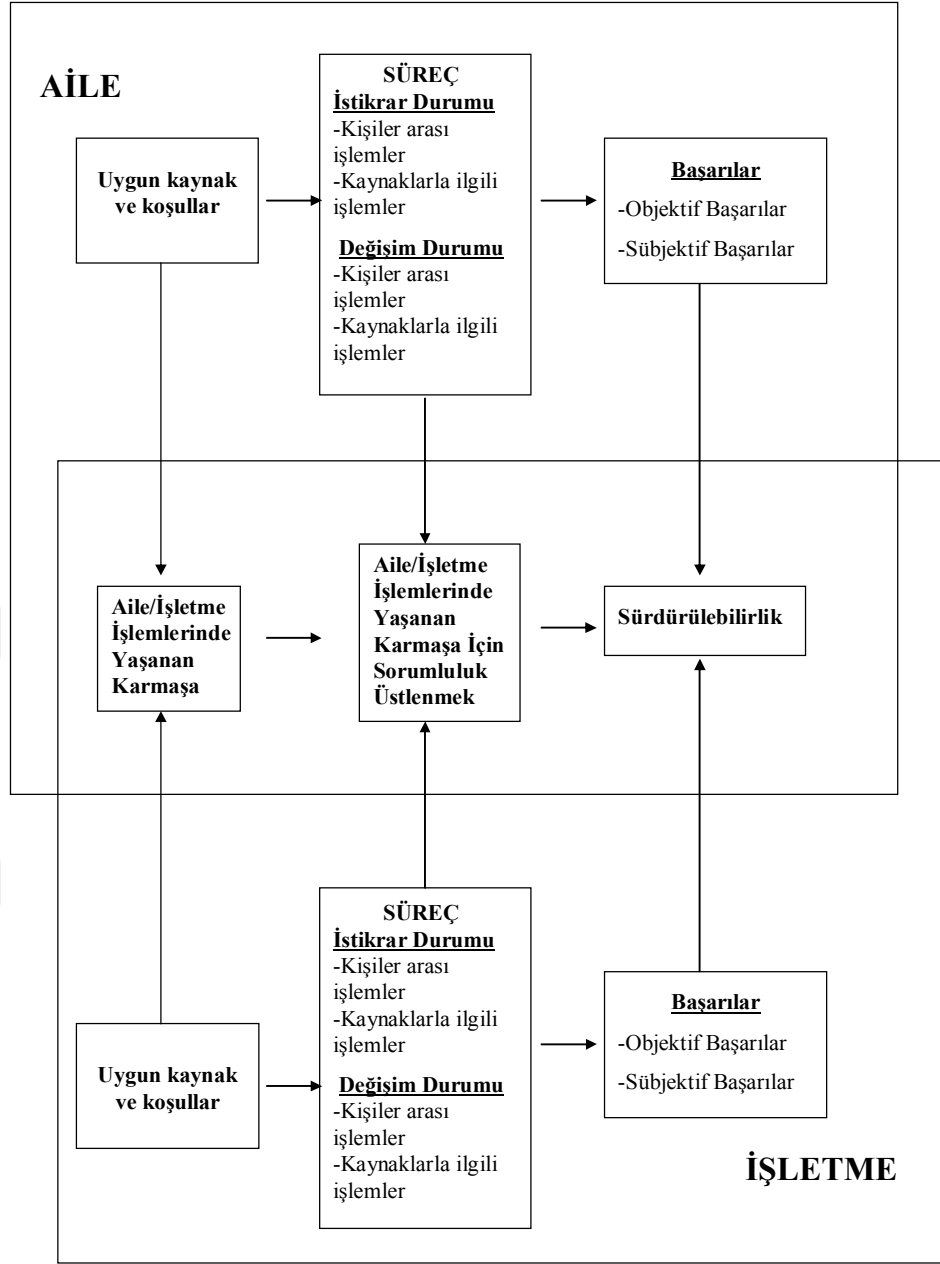 AİLE
Uygun kaynak
ve koşullar
SÜREÇ
İstikrar Durumu
-Kişiler arası
işlemler
-Kaynaklarla ilgili
işlemler
Değişim Durumu
-Kişiler arası
işlemler
-Kaynaklarla ilgili
işlemler
Başarılar
-Objektif Başarılar
-Sübjektif Başarılar
Aile/İşletme
İşlemlerinde
Yaşanan
Karmaşa
Aile/İşletme
İşlemlerinde
Yaşanan
Karmaşa İçin
Sorumluluk
Üstlenmek
Sürdürülebilirlik
Uygun kaynak
ve koşullar
SÜREÇ
İstikrar Durumu
-Kişiler arası
işlemler
-Kaynaklarla ilgili
işlemler
Değişim Durumu
-Kişiler arası
işlemler
-Kaynaklarla ilgili
işlemler
Başarılar
-Objektif Başarılar
-Sübjektif Başarılar
İŞLETME